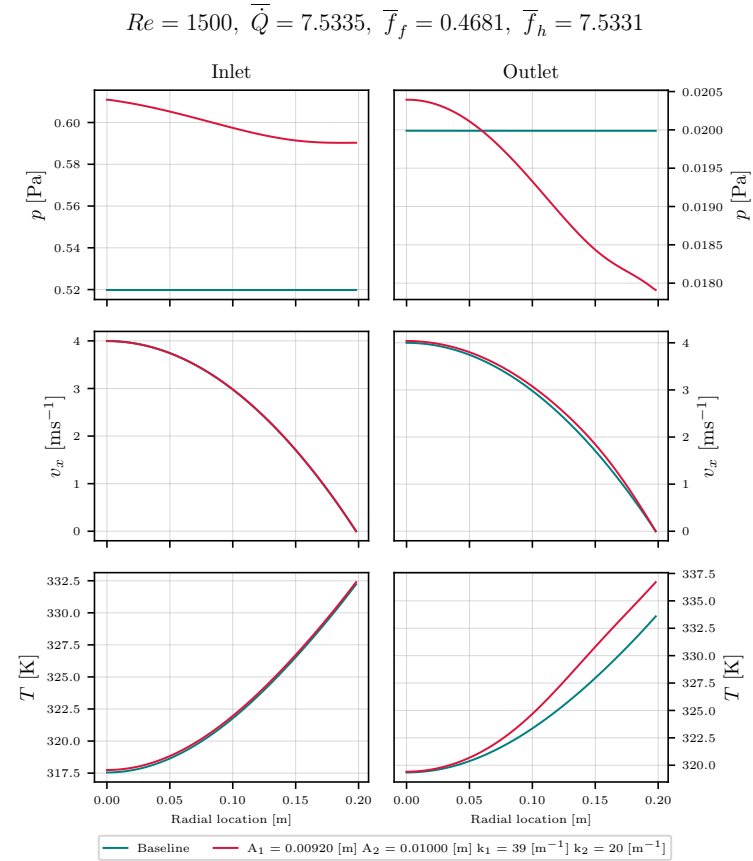 Re = 1500, Q̇̅ = 7.5335, f̅_f = 0.4681, f̅_h = 7.5331
Inlet
Outlet
0.60
0.58
0.56
0.54
0.52
p [Pa]
0.0205
0.0200
0.0195
0.0190
0.0185
0.0180
p [Pa]
4
3
2
1
0
v_x [ms⁻¹]
4
3
2
1
0
v_x [ms⁻¹]
332.5
330.0
327.5
325.0
322.5
320.0
317.5
T [K]
337.5
335.0
332.5
330.0
327.5
325.0
322.5
320.0
T [K]
0.00 0.05 0.10 0.15 0.20
Radial location [m]
0.00 0.05 0.10 0.15 0.20
Radial location [m]
Baseline
A₁ = 0.00920 [m] A₂ = 0.01000 [m] k₁ = 39 [m⁻¹] k₂ = 20 [m⁻¹]